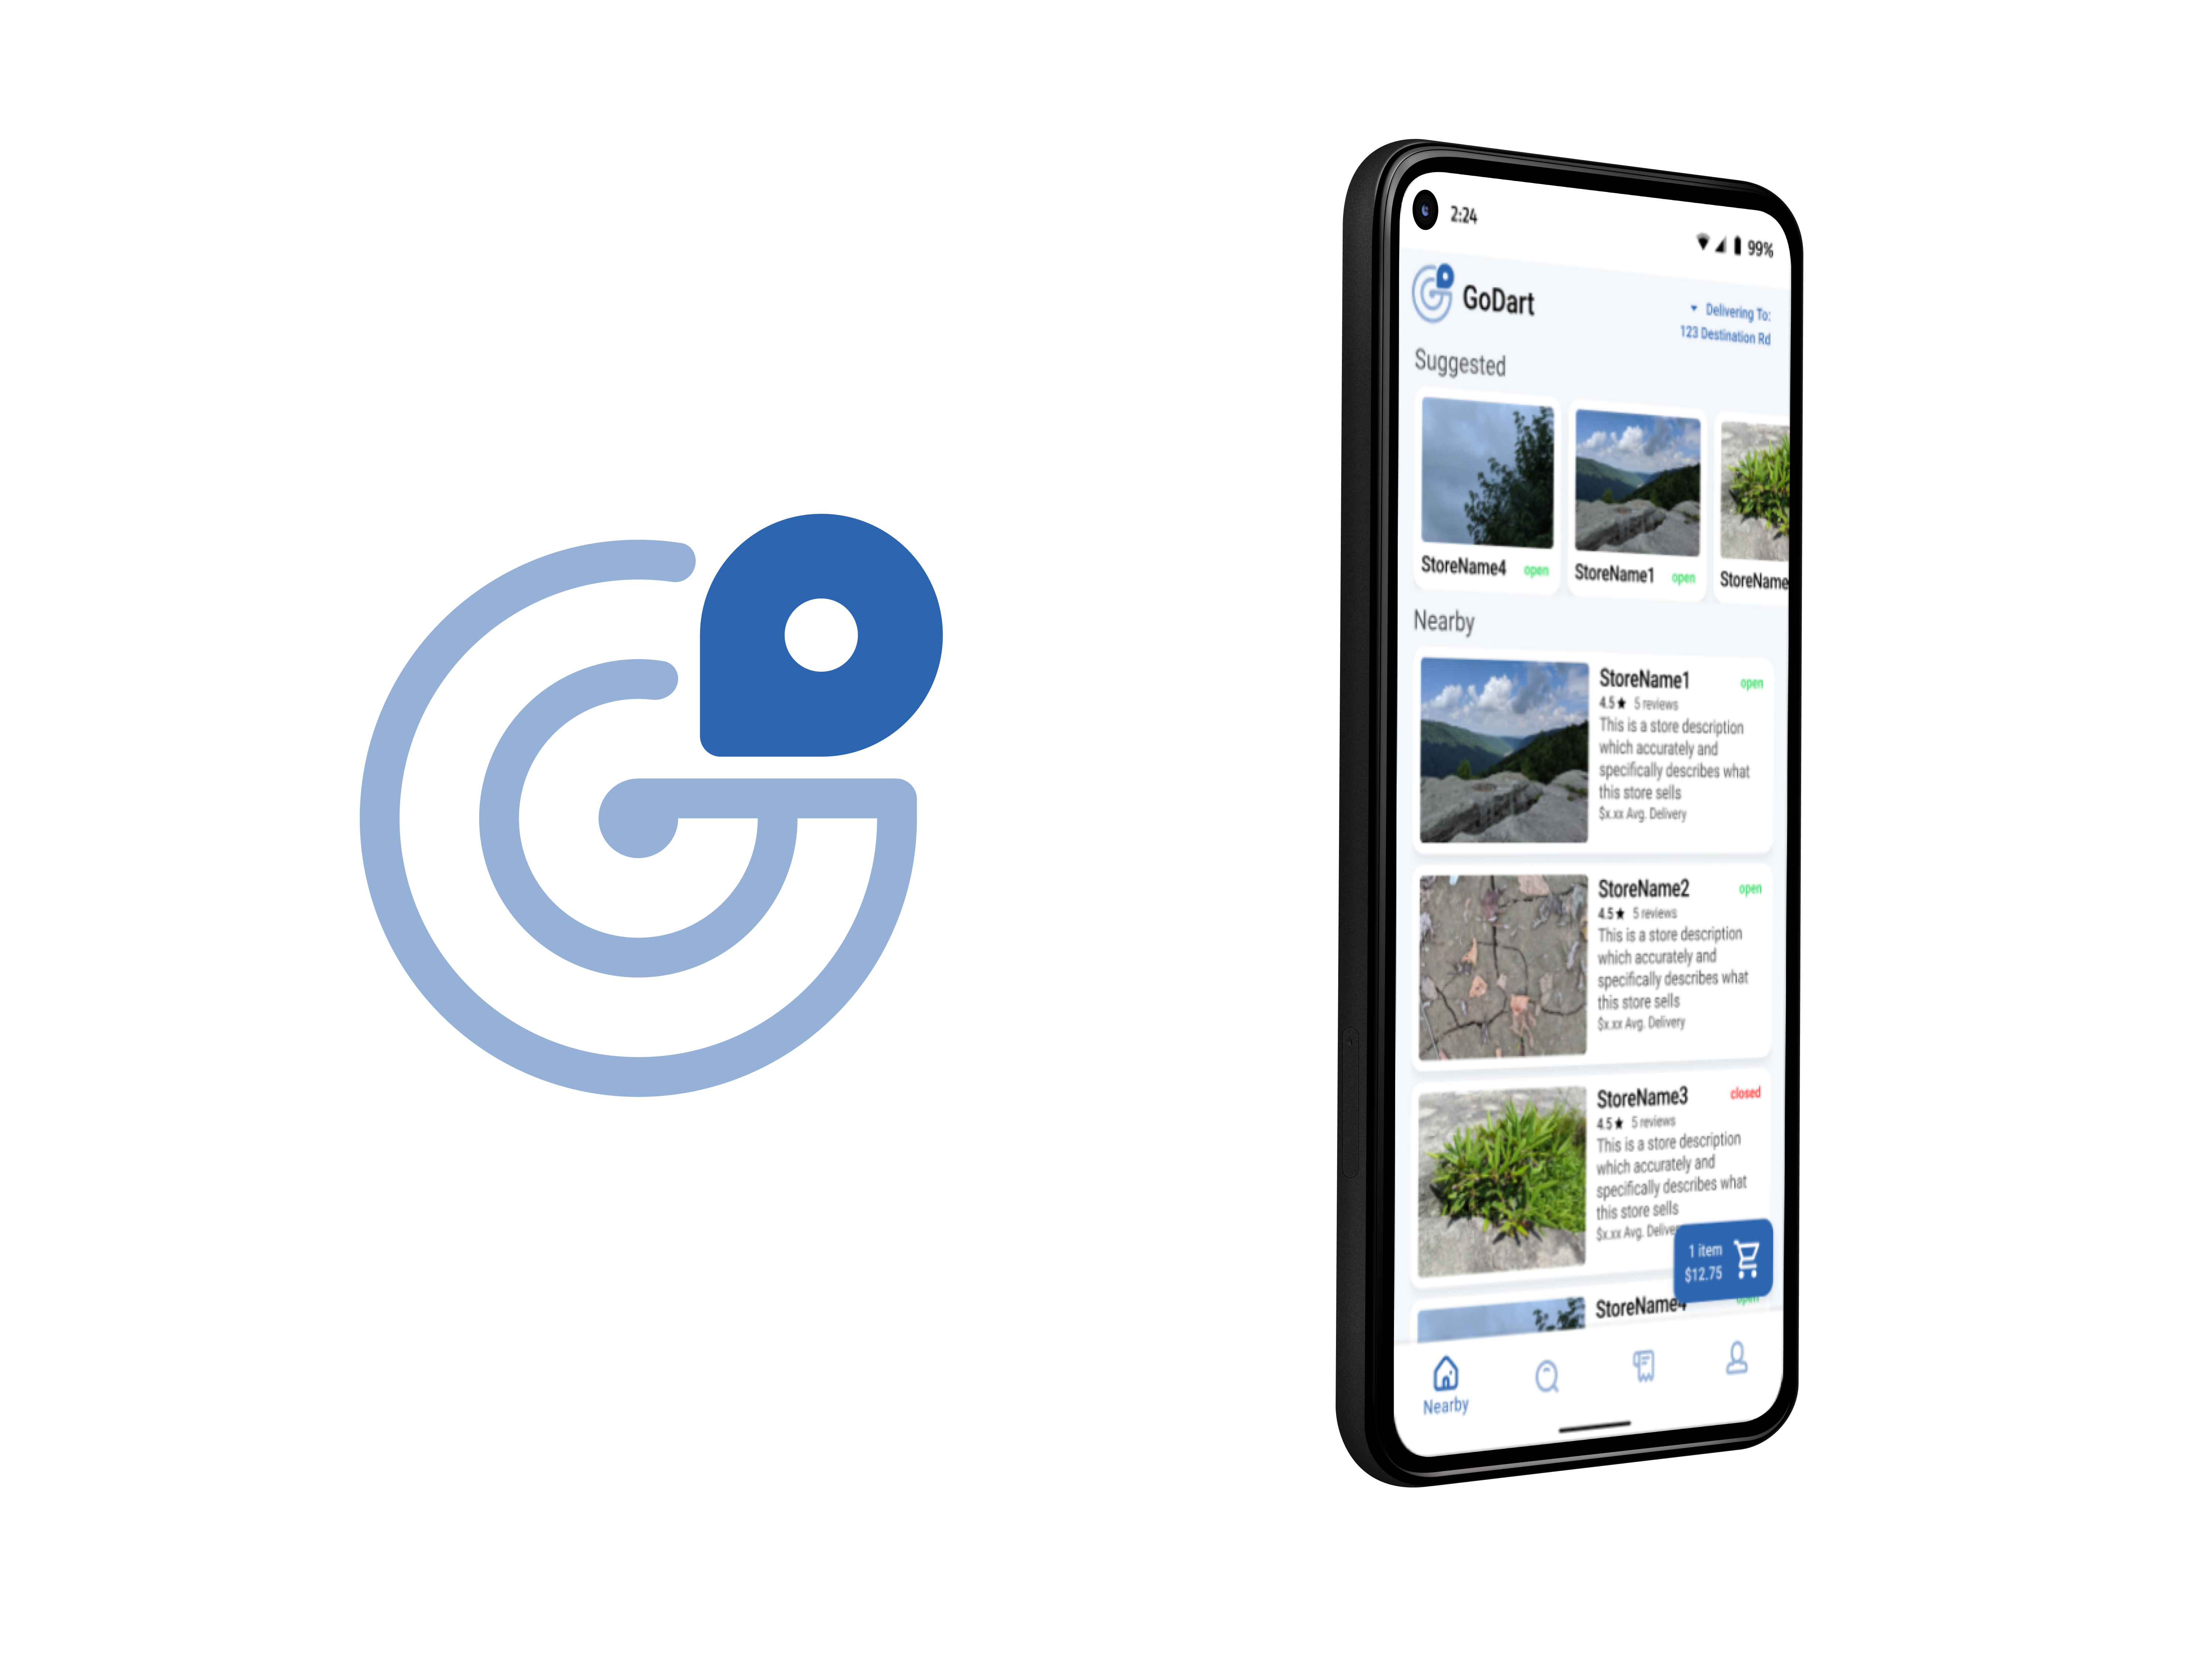 2:24
99%
GoDart
Delivering To:
123 Destination Rd
Suggested
StoreName4 open
StoreName1 open
StoreName
Nearby
StoreName1 open
4.5★ 5 reviews
This is a store description
which accurately and
specifically describes what
this store sells
$x.xx Avg. Delivery
StoreName2 open
4.5★ 5 reviews
This is a store description
which accurately and
specifically describes what
this store sells
$x.xx Avg. Delivery
StoreName3 closed
4.5★ 5 reviews
This is a store description
which accurately and
specifically describes what
this store sells
$x.xx Avg. Deliver
1 item
$12.75
StoreName4 open
Nearby